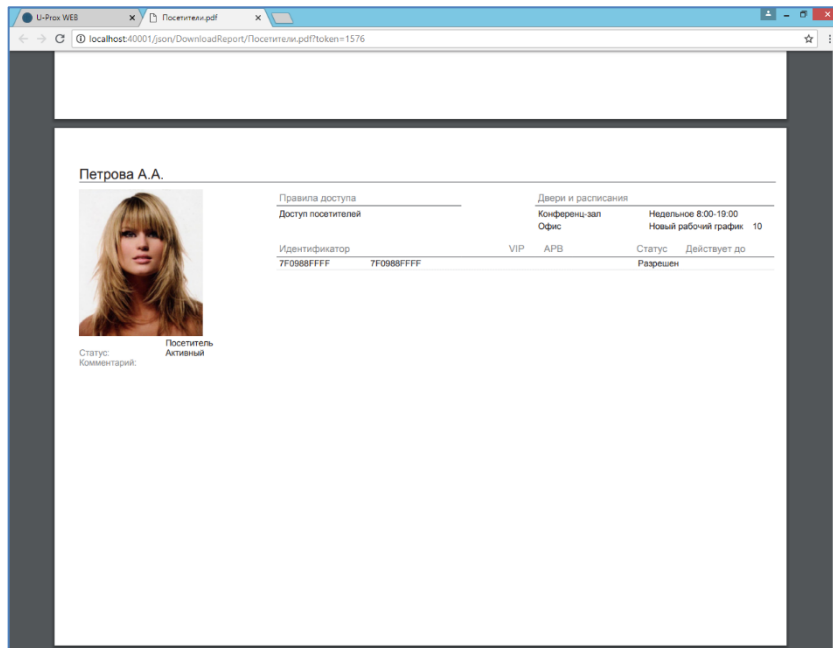 U-Prox WEB
Посетители.pdf
localhost:40001/json/DownloadReport/Посетители.pdf?token=1576
Петрова А.А.
Правила доступа
Двери и расписания
Доступ посетителей
Конференц-зал Недельное 8:00-19:00
Офис Новый рабочий график 10
Идентификатор VIP APB Статус Действует до
7F0988FFFF 7F0988FFFF Разрешен
Посетитель
Статус: Активный
Комментарий: